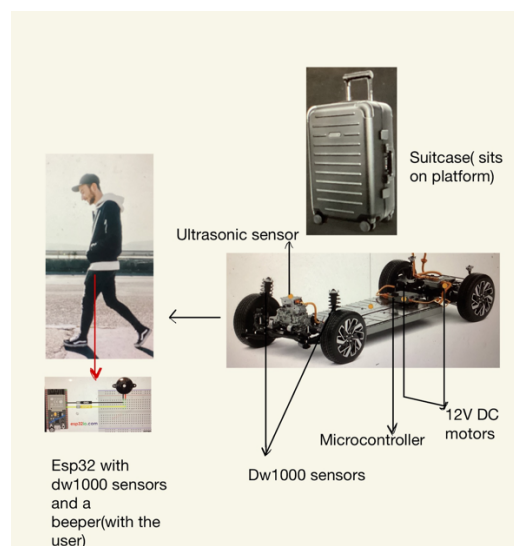 Suitcase( sits
on platform)
Ultrasonic sensor
12V DC
motors
Microcontroller
Dw1000 sensors
Esp32 with
dw1000 sensors
and a
beeper(with the
user)